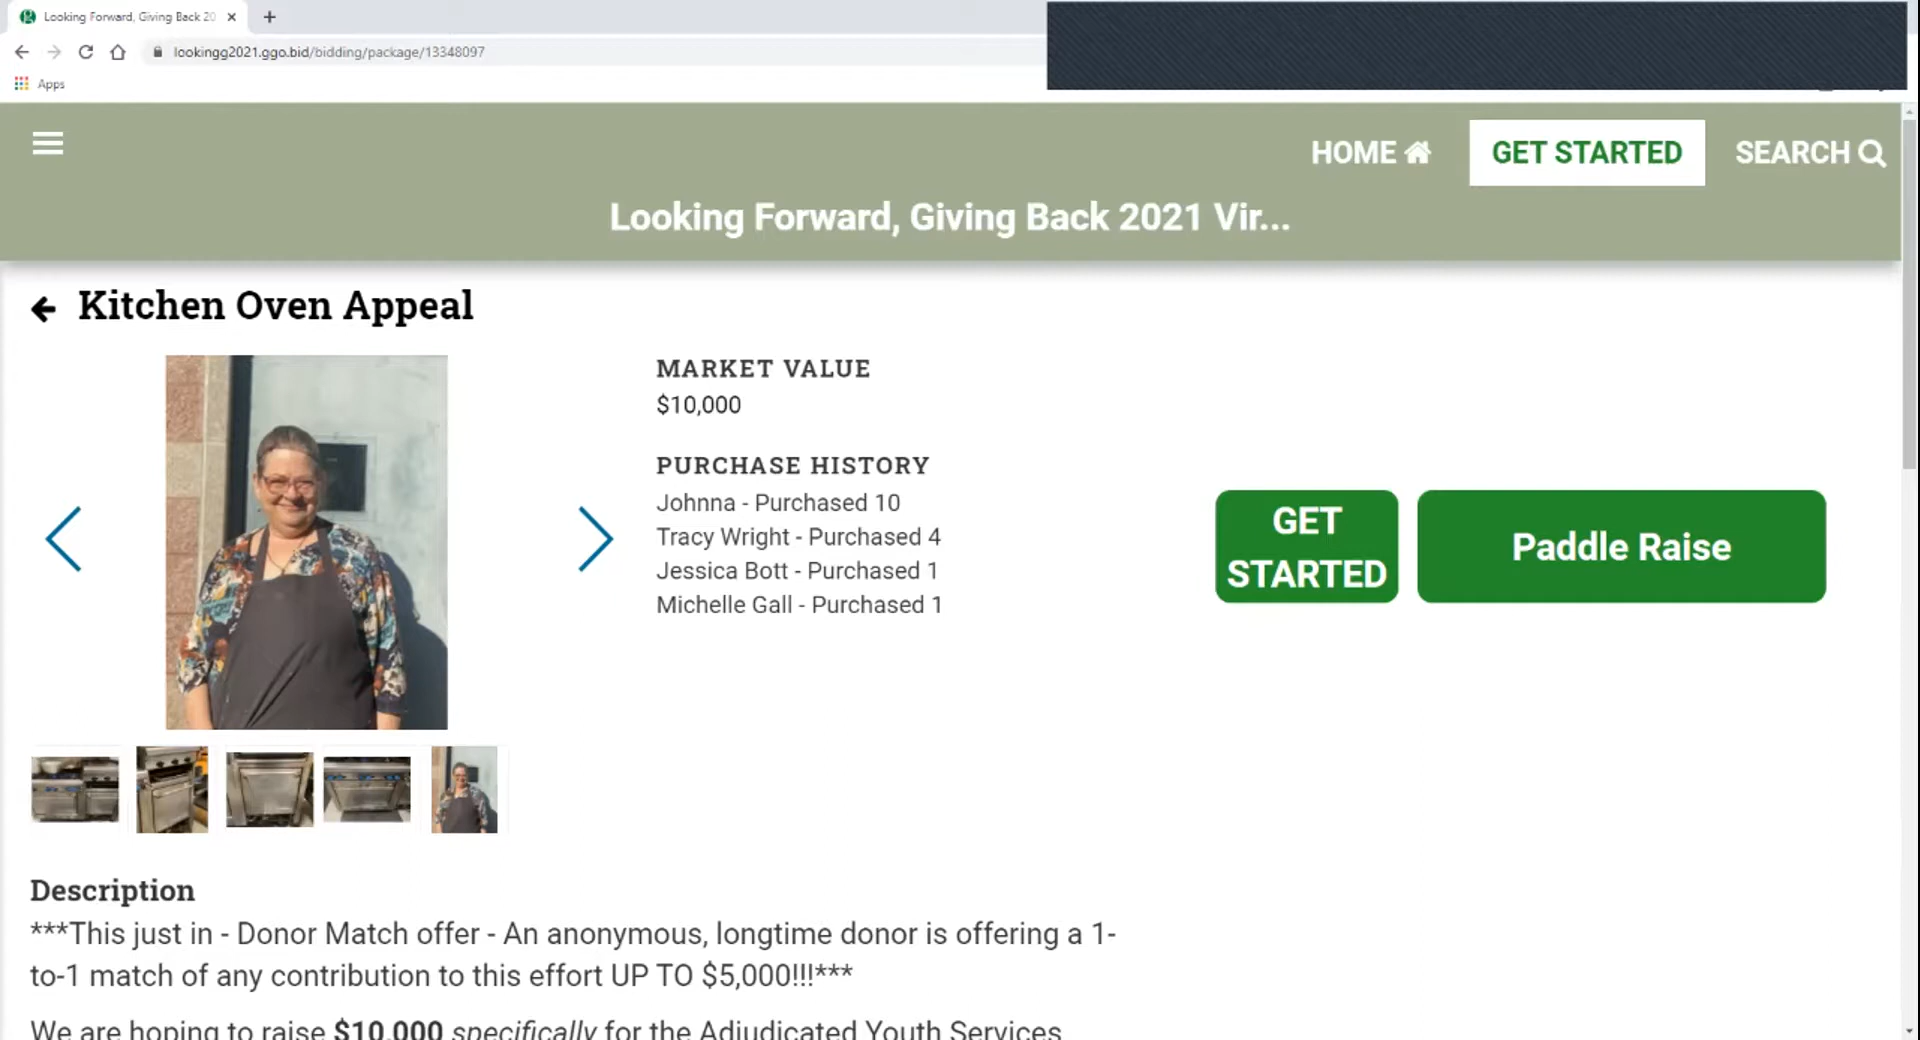 Looking Forward, Giving Back 20
lookingg2021.ggo.bid/bidding/package/13348097
Apps
HOME
GET STARTED
SEARCH
Looking Forward, Giving Back 2021 Vir...
Kitchen Oven Appeal
MARKET VALUE
$10,000
PURCHASE HISTORY
Johnna - Purchased 10
Tracy Wright - Purchased 4
Jessica Bott - Purchased 1
Michelle Gall - Purchased 1
GET
STARTED
Paddle Raise
Description
***This just in - Donor Match offer - An anonymous, longtime donor is offering a 1-
to-1 match of any contribution to this effort UP TO $5,000!!!***
We are hoping to raise $10,000 specifically for the Adjudicated Youth Services